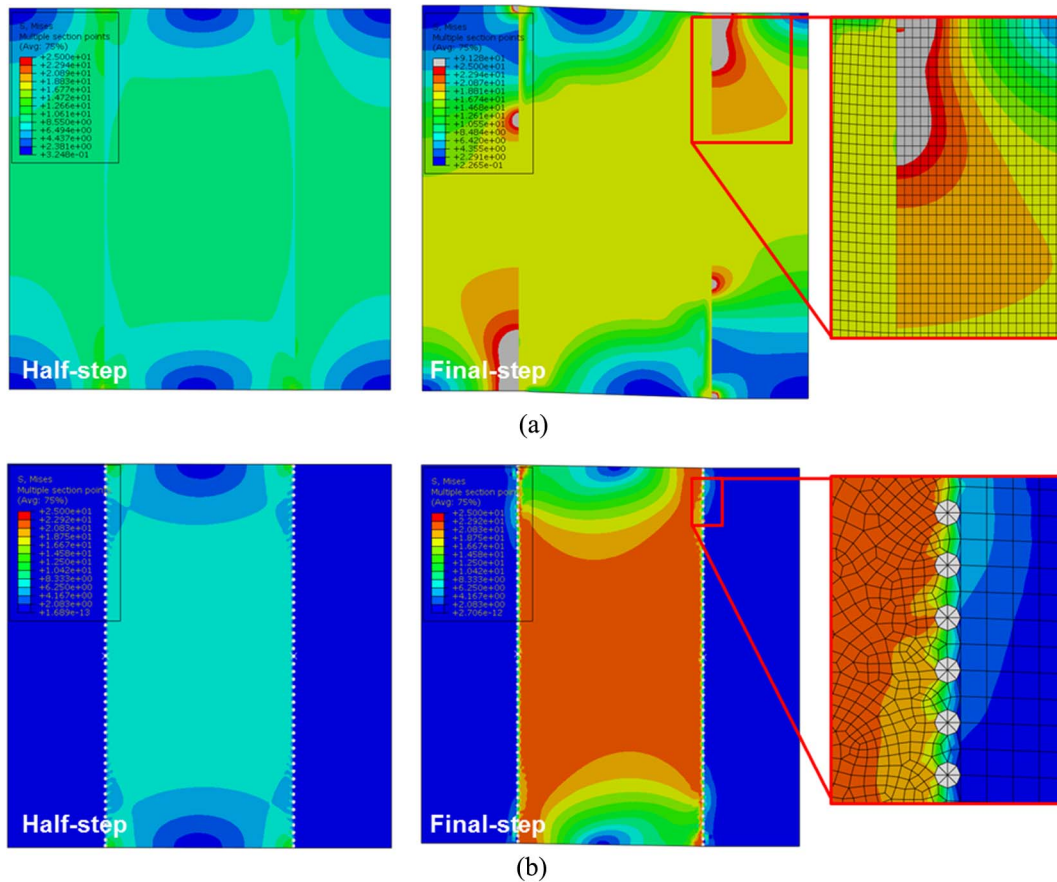 S, Mises
Multiple section points
(Avg: 75%)
+2.500e+01
+2.294e+01
+2.089e+01
+1.883e+01
+1.677e+01
+1.472e+01
+1.266e+01
+1.061e+01
+8.550e+00
+6.494e+00
+4.437e+00
+2.381e+00
+3.248e-01
Half-step
S, Mises
Multiple section points
(Avg: 75%)
+9.128e+01
+2.500e+01
+2.294e+01
+2.087e+01
+1.881e+01
+1.674e+01
+1.468e+01
+1.261e+01
+1.055e+01
+8.484e+00
+6.420e+00
+4.355e+00
+2.291e+00
+2.265e-01
Final-step
(a)
S, Mises
Multiple section points
(Avg: 75%)
+2.500e+01
+2.292e+01
+2.083e+01
+1.875e+01
+1.667e+01
+1.458e+01
+1.250e+01
+1.042e+01
+8.333e+00
+6.250e+00
+4.167e+00
+2.083e+00
+1.689e-13
Half-step
S, Mises
Multiple section points
(Avg: 75%)
+2.500e+01
+2.292e+01
+2.083e+01
+1.875e+01
+1.667e+01
+1.458e+01
+1.250e+01
+1.042e+01
+8.333e+00
+6.250e+00
+4.167e+00
+2.083e+00
+2.706e-12
Final-step
(b)